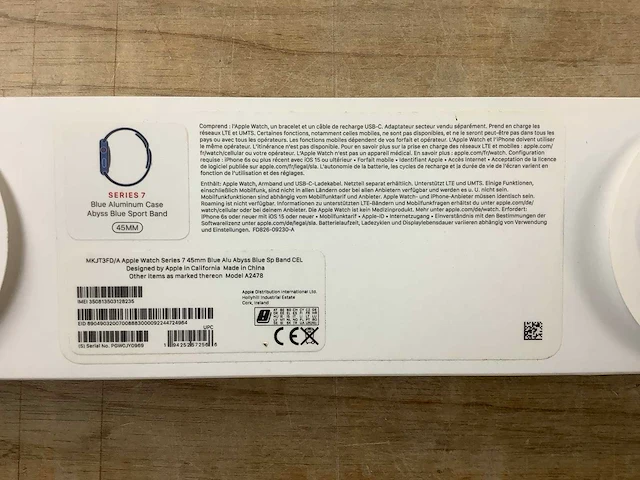 SERIES 7
Blue Aluminum Case
Abyss Blue Sport Band
45MM
Comprend : l'Apple Watch, un bracelet et un câble de recharge USB-C. Adaptateur secteur vendu séparément. Prend en charge les
réseaux LTE et UMTS. Certaines fonctions, notamment celles mobiles, ne sont pas disponibles, et ne le seront peut-être pas dans tous les
pays ou avec tous les opérateurs. Les fonctions mobiles dépendent de vos forfait et opérateur. L'Apple Watch et l'iPhone doivent utiliser
le même opérateur. L'itinérance n'est pas disponible. Pour en savoir plus sur la prise en charge des réseaux LTE et mobiles : apple.com/
fr/watch/cellular ou votre opérateur. L'Apple Watch n'est pas un appareil médical. En savoir plus : apple.com/fr/watch. Configuration
requise : iPhone 6s ou plus récent avec iOS 15 ou ultérieur • Forfait mobile • Identifiant Apple • Accès Internet • Acceptation de la licence
de logiciel publiée sur apple.com/fr/legal/sla. L'autonomie de la batterie, les cycles de recharge et la durée de vie de l'écran varient en
fonction de l'utilisation et des réglages.
Enthält: Apple Watch, Armband und USB-C-Ladekabel. Netzteil separat erhältlich. Unterstützt LTE und UMTS. Einige Funktionen,
einschließlich Mobilfunk, sind nicht in allen Ländern oder bei allen Anbietern verfügbar und werden es u. U. nicht sein.
Mobilfunkfunktionen sind abhängig vom Mobilfunktarif und Anbieter. Apple Watch- und iPhone-Anbieter müssen identisch sein.
Roaming ist nicht verfügbar. Informationen zu unterstützten LTE-Bändern und Mobilfunkfragen erhältst du unter apple.com/de/
watch/cellular oder bei deinem Anbieter. Die Apple Watch ist kein Medizinprodukt. Mehr unter apple.com/de/watch. Erfordert:
iPhone 6s oder neuer mit iOS 15 oder neuer • Mobilfunktarif • Apple-ID • Internetzugang • Einverständnis mit den Bestimmungen der
Softwarelizenz unter apple.com/de/legal/sla. Batterielaufzeit, Ladezyklen und Displaylebensdauer variieren abhängig von Verwendung
und Einstellungen. FD826-09230-A
MKJT3FD/A Apple Watch Series 7 45mm Blue Alu Abyss Blue Sp Band CEL
Designed by Apple in California Made in China
Other items as marked thereon Model A2478
IMEI 350813503128235
EID 89049032007008883000092244724984
UPC
(S) Serial No. PGW0JY0969
Apple Distribution International Ltd.
Hollyhill Industrial Estate
Cork, Ireland
CE